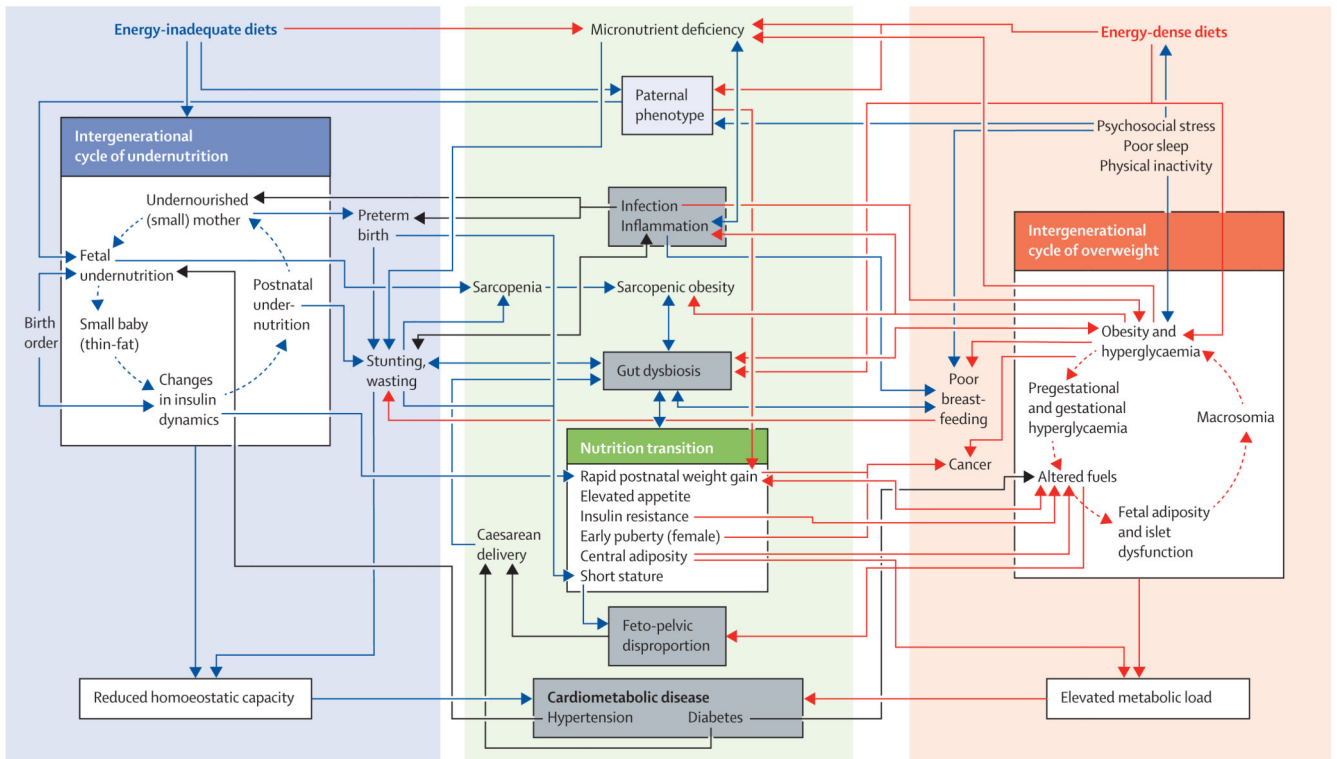 Energy-inadequate diets
Micronutrient deficiency
Energy-dense diets
Paternal
phenotype
Psychosocial stress
Poor sleep
Physical inactivity
Intergenerational
cycle of undernutrition
Undernourished
(small) mother
Preterm
birth
Fetal
undernutrition
Postnatal
under-
nutrition
Birth
order
Small baby
(thin-fat)
Changes
in insulin
dynamics
Infection
Inflammation
Sarcopenia
Sarcopenic obesity
Stunting,
wasting
Gut dysbiosis
Poor
breast-
feeding
Cancer
Intergenerational
cycle of overweight
Obesity and
hyperglycaemia
Pregestational
and gestational
hyperglycaemia
Macrosomia
Altered fuels
Fetal adiposity
and islet
dysfunction
Nutrition transition
Rapid postnatal weight gain
Elevated appetite
Insulin resistance
Early puberty (female)
Central adiposity
Short stature
Caesarean
delivery
Feto-pelvic
disproportion
Reduced homoeostatic capacity
Cardiometabolic disease
Hypertension Diabetes
Elevated metabolic load